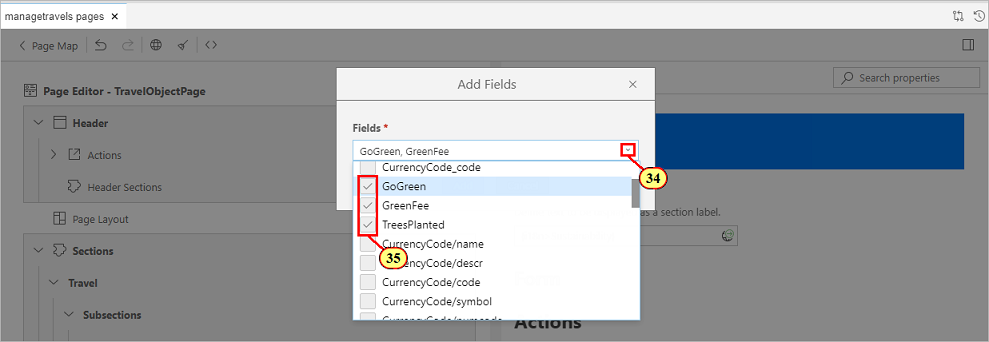 managetravels pages
Page Map
Search properties
Page Editor - TravelObjectPage
Header
Actions
Header Sections
Page Layout
Sections
Travel
Subsections
Add Fields
Fields *
GoGreen, GreenFee
34
CurrencyCode_code
GoGreen
GreenFee
TreesPlanted
35
CurrencyCode/name
CurrencyCode/descr
CurrencyCode/code
CurrencyCode/symbol
CurrencyCode/numcode
as a section label.
Actions